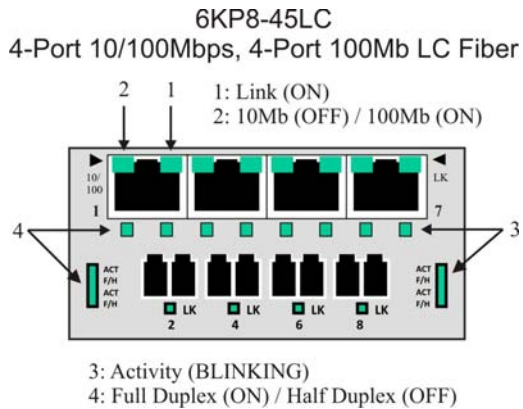 6KP8-45LC
4-Port 10/100Mbps, 4-Port 100Mb LC Fiber
2 1 1: Link (ON)
2: 10Mb (OFF) / 100Mb (ON)
10/
100
LK
1 7
4 3
ACT
F/H
ACT
F/H
ACT
F/H
ACT
F/H
LK LK LK LK
2 4 6 8
3: Activity (BLINKING)
4: Full Duplex (ON) / Half Duplex (OFF)